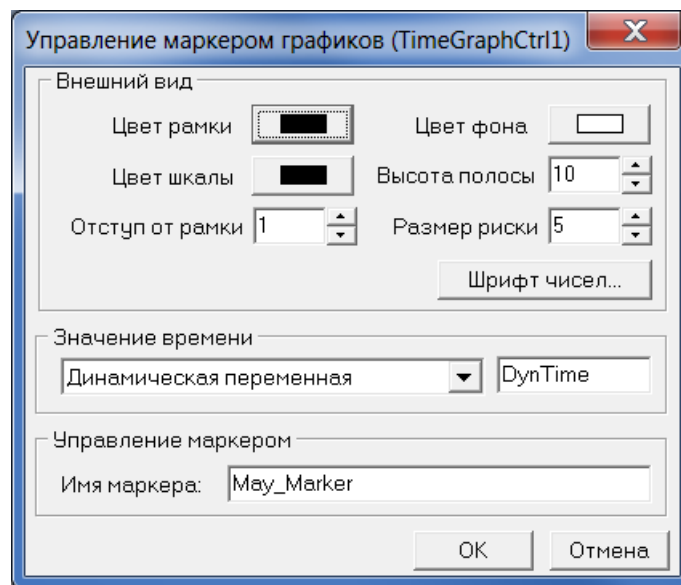 Управление маркером графиков (TimeGraphCtrl1)
Внешний вид
Цвет рамки
Цвет фона
Цвет шкалы
Высота полосы 10
Отступ от рамки 1
Размер риски 5
Шрифт чисел...
Значение времени
Динамическая переменная
DynTime
Управление маркером
Имя маркера: May_Marker
OK
Отмена